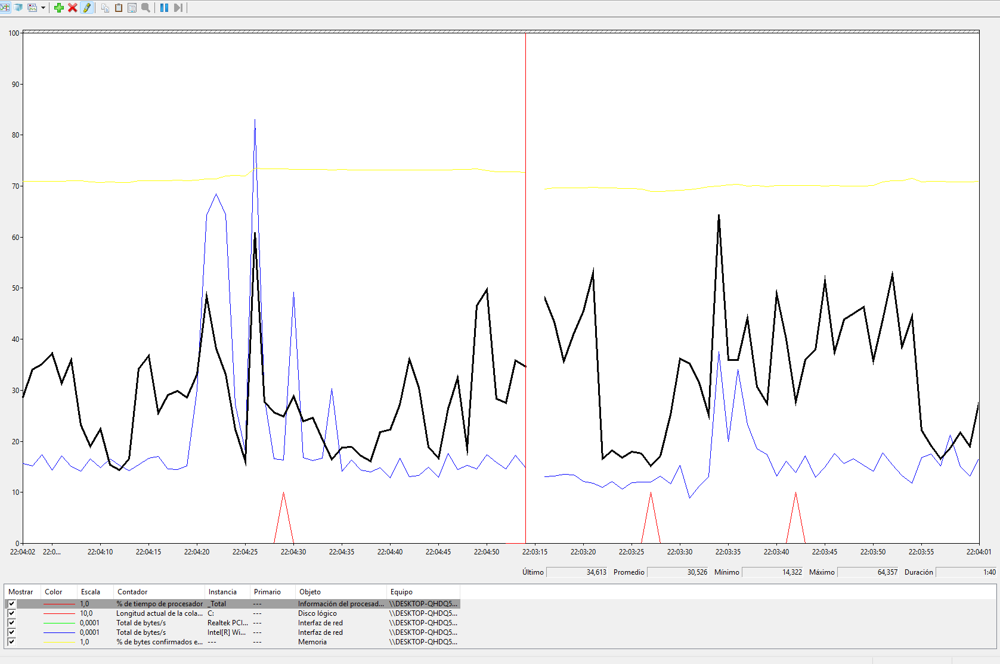 100
90
80
70
60
50
40
30
20
10
0
22:04:02 22:0... 22:04:10 22:04:15 22:04:20 22:04:25 22:04:30 22:04:35 22:04:40 22:04:45 22:04:50 22:03:15 22:03:20 22:03:25 22:03:30 22:03:35 22:03:40 22:03:45 22:03:50 22:03:55 22:04:01
Último 34,613 Promedio 30,526 Mínimo 14,322 Máximo 64,357 Duración 1:40
Mostrar Color Escala Contador Instancia Primario Objeto Equipo
1,0 % de tiempo de procesador _Total --- Información del procesad... \\DESKTOP-QHDQ5...
10,0 Longitud actual de la cola... C: --- Disco lógico \\DESKTOP-QHDQ5...
0,0001 Total de bytes/s Realtek PCI... --- Interfaz de red \\DESKTOP-QHDQ5...
0,0001 Total de bytes/s Intel[R] Wi... --- Interfaz de red \\DESKTOP-QHDQ5...
1,0 % de bytes confirmados e... --- --- Memoria \\DESKTOP-QHDQ5...